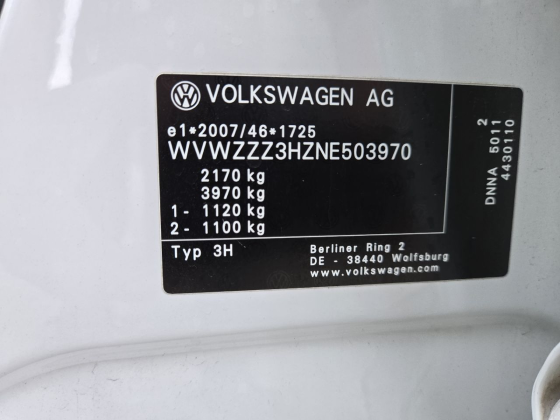 VOLKSWAGEN AG
e1*2007/46*1725
WVWZZZ3HZNE503970
2170 kg
3970 kg
1- 1120 kg
2- 1100 kg
Typ 3H
Berliner Ring 2
DE - 38440 Wolfsburg
www.volkswagen.com
2
DNNA 5011
4430110